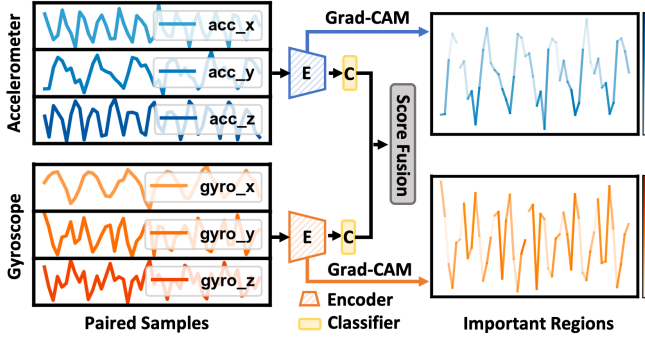 Accelerometer
acc_x
acc_y
acc_z
Grad-CAM
E
C
Score Fusion
Gyroscope
gyro_x
gyro_y
gyro_z
E
C
Grad-CAM
Encoder
Classifier
Paired Samples
Important Regions